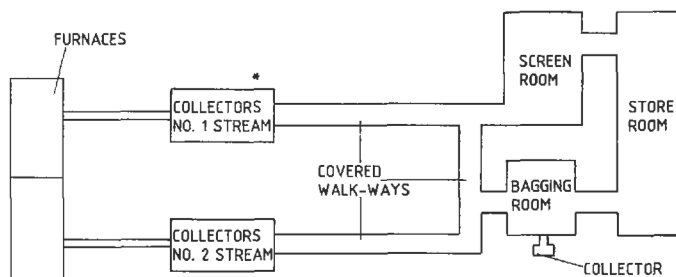 FURNACES
*
COLLECTORS
NO. 1 STREAM
SCREEN
ROOM
STORE
ROOM
COVERED
WALK-WAYS
BAGGING
ROOM
COLLECTORS
NO. 2 STREAM
COLLECTOR